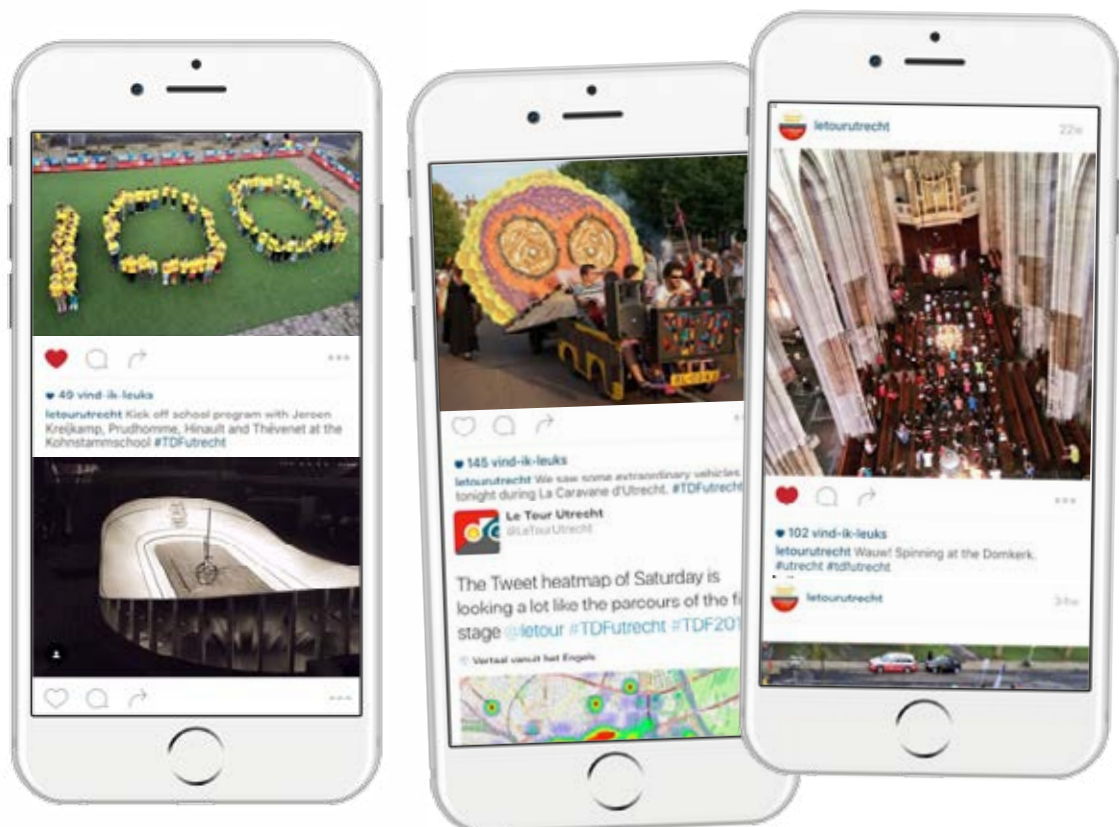 49 vind-ik-leuks
letourutrecht Kick off school program with Jeroen
Kreijkamp, Prudhomme, Hinault and Thévenet at the
Kohnstammschool #TDFutrecht
145 vind-ik-leuks
letourutrecht We saw some extraordinary vehicles
tonight during La Caravane d'Utrecht. #TDFutrecht
Le Tour Utrecht
@LeTourUtrecht
The Tweet heatmap of Saturday is
looking a lot like the parcours of the
stage @letour #TDFutrecht #TDF201
Vertaal vanuit het Engels
letourutrecht
22w
102 vind-ik-leuks
letourutrecht Wauw! Spinning at the Domkerk.
#utrecht #tdfutrecht
letourutrecht
34w